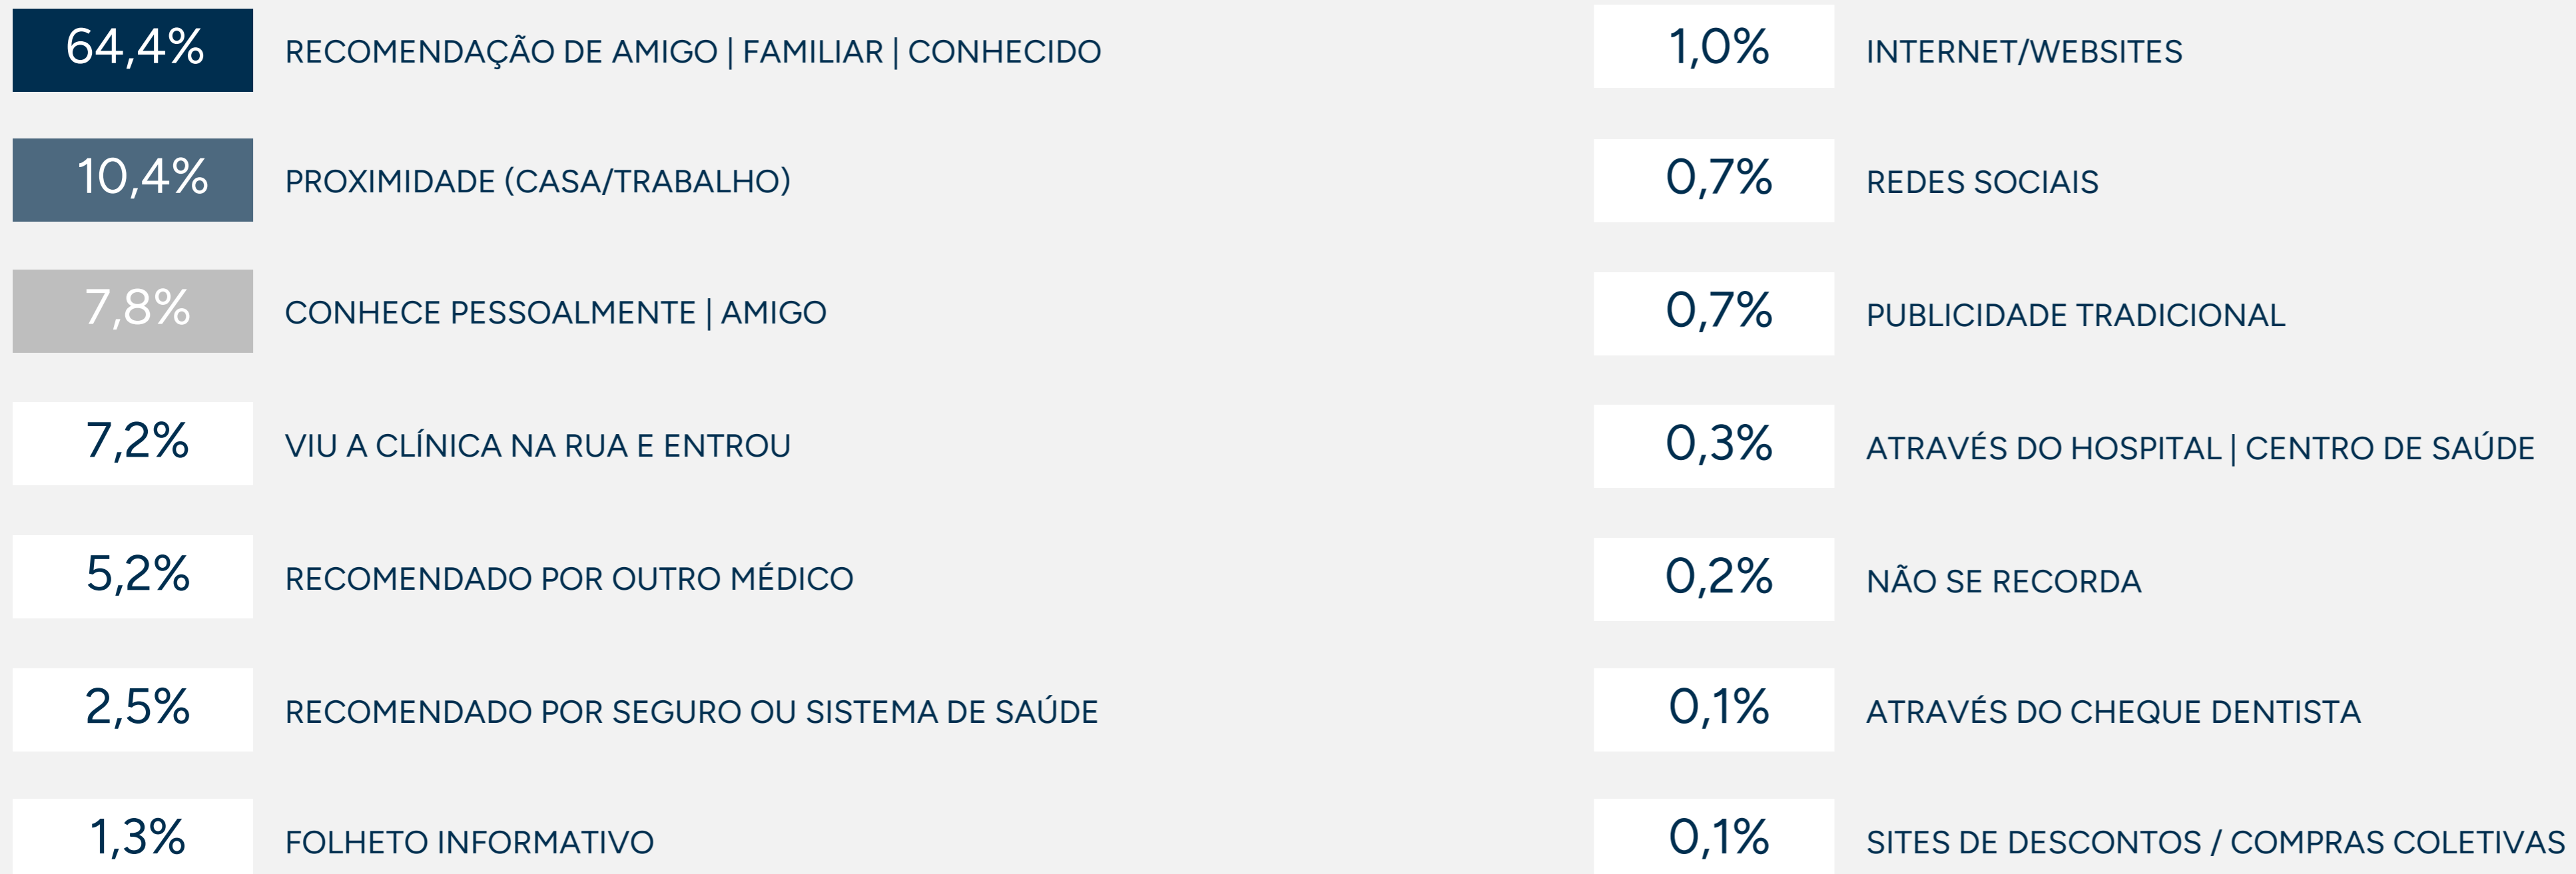 64,4% RECOMENDAÇÃO DE AMIGO | FAMILIAR | CONHECIDO
10,4% PROXIMIDADE (CASA/TRABALHO)
7,8% CONHECE PESSOALMENTE | AMIGO
7,2% VIU A CLÍNICA NA RUA E ENTROU
5,2% RECOMENDADO POR OUTRO MÉDICO
2,5% RECOMENDADO POR SEGURO OU SISTEMA DE SAÚDE
1,3% FOLHETO INFORMATIVO
1,0% INTERNET/WEBSITES
0,7% REDES SOCIAIS
0,7% PUBLICIDADE TRADICIONAL
0,3% ATRAVÉS DO HOSPITAL | CENTRO DE SAÚDE
0,2% NÃO SE RECORDA
0,1% ATRAVÉS DO CHEQUE DENTISTA
0,1% SITES DE DESCONTOS / COMPRAS COLETIVAS